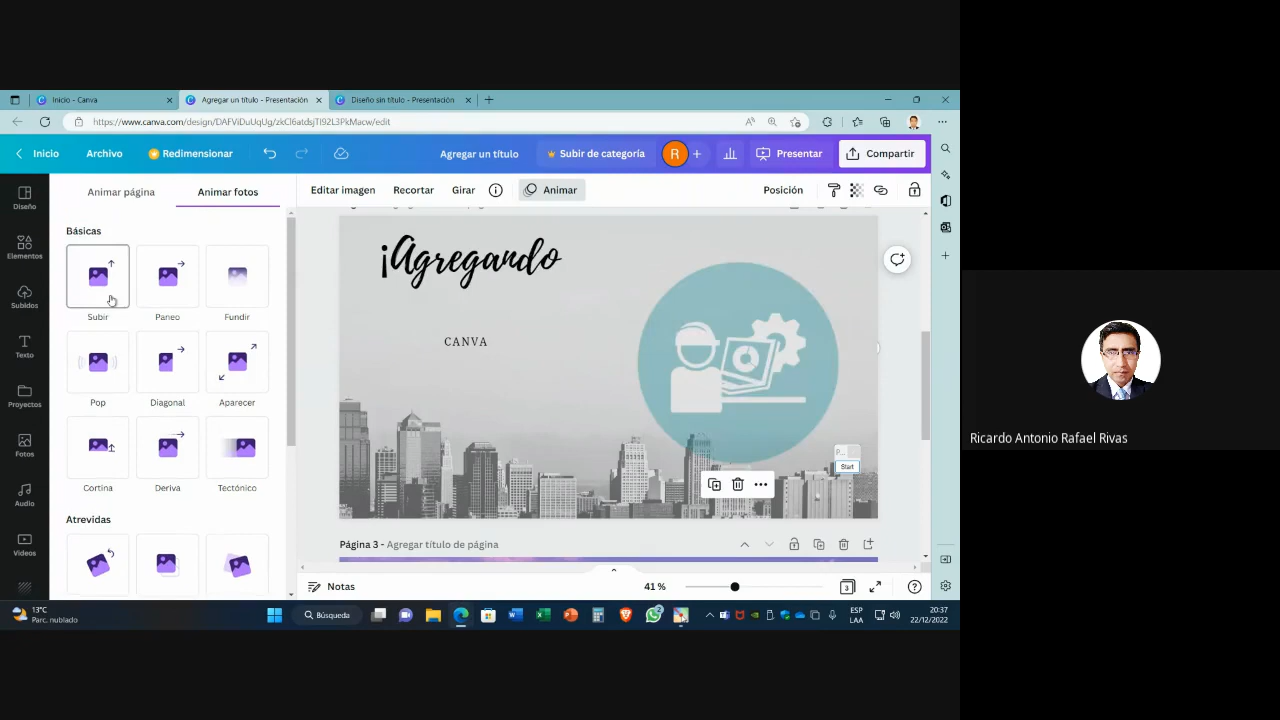 Inicio - Canva
Agregar un título - Presentación
Diseño sin título - Presentación
https://www.canva.com/design/DAFViDuUqUg/zkCl6atdsjTl92L3PkMacw/edit
Inicio
Archivo
Redimensionar
Agregar un título
Subir de categoría
R
Presentar
Compartir
Diseño
Elementos
Subidos
Texto
Proyectos
Fotos
Audio
Videos
Animar página
Animar fotos
Básicas
Subir
Paneo
Fundir
Pop
Diagonal
Aparecer
Cortina
Deriva
Tectónico
Atrevidas
Editar imagen
Recortar
Girar
Animar
Posición
¡Agregando
CANVA
P...
Start
Página 3 - Agregar título de página
Notas
41 %
3
13°C
Parc. nublado
Búsqueda
ESP
LAA
20:37
22/12/2022
Ricardo Antonio Rafael Rivas